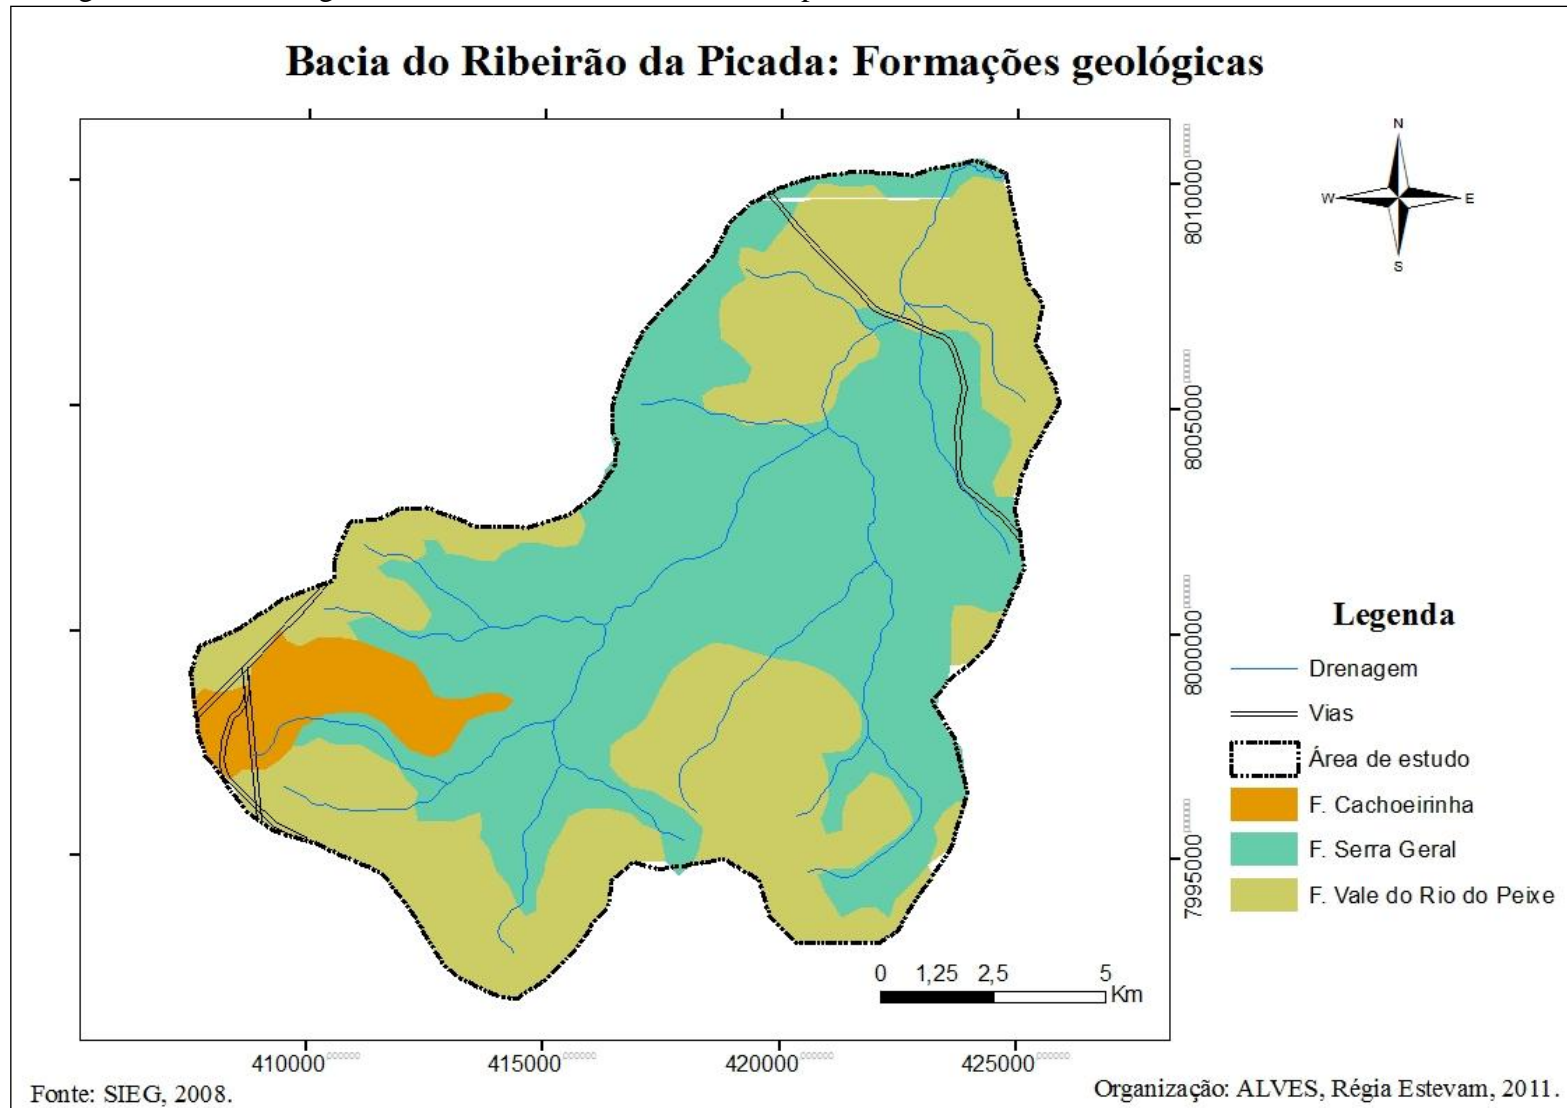 Bacia do Ribeirão da Picada: Formações geológicas
N
W
E
S
8010000
8005000
8000000
7995000
Legenda
Drenagem
Vias
Área de estudo
F. Cachoeirinha
F. Serra Geral
F. Vale do Rio do Peixe
0 1,25 2,5 5
Km
410000 415000 420000 425000
Fonte: SIEG, 2008.
Organização: ALVES, Régia Estevam, 2011.